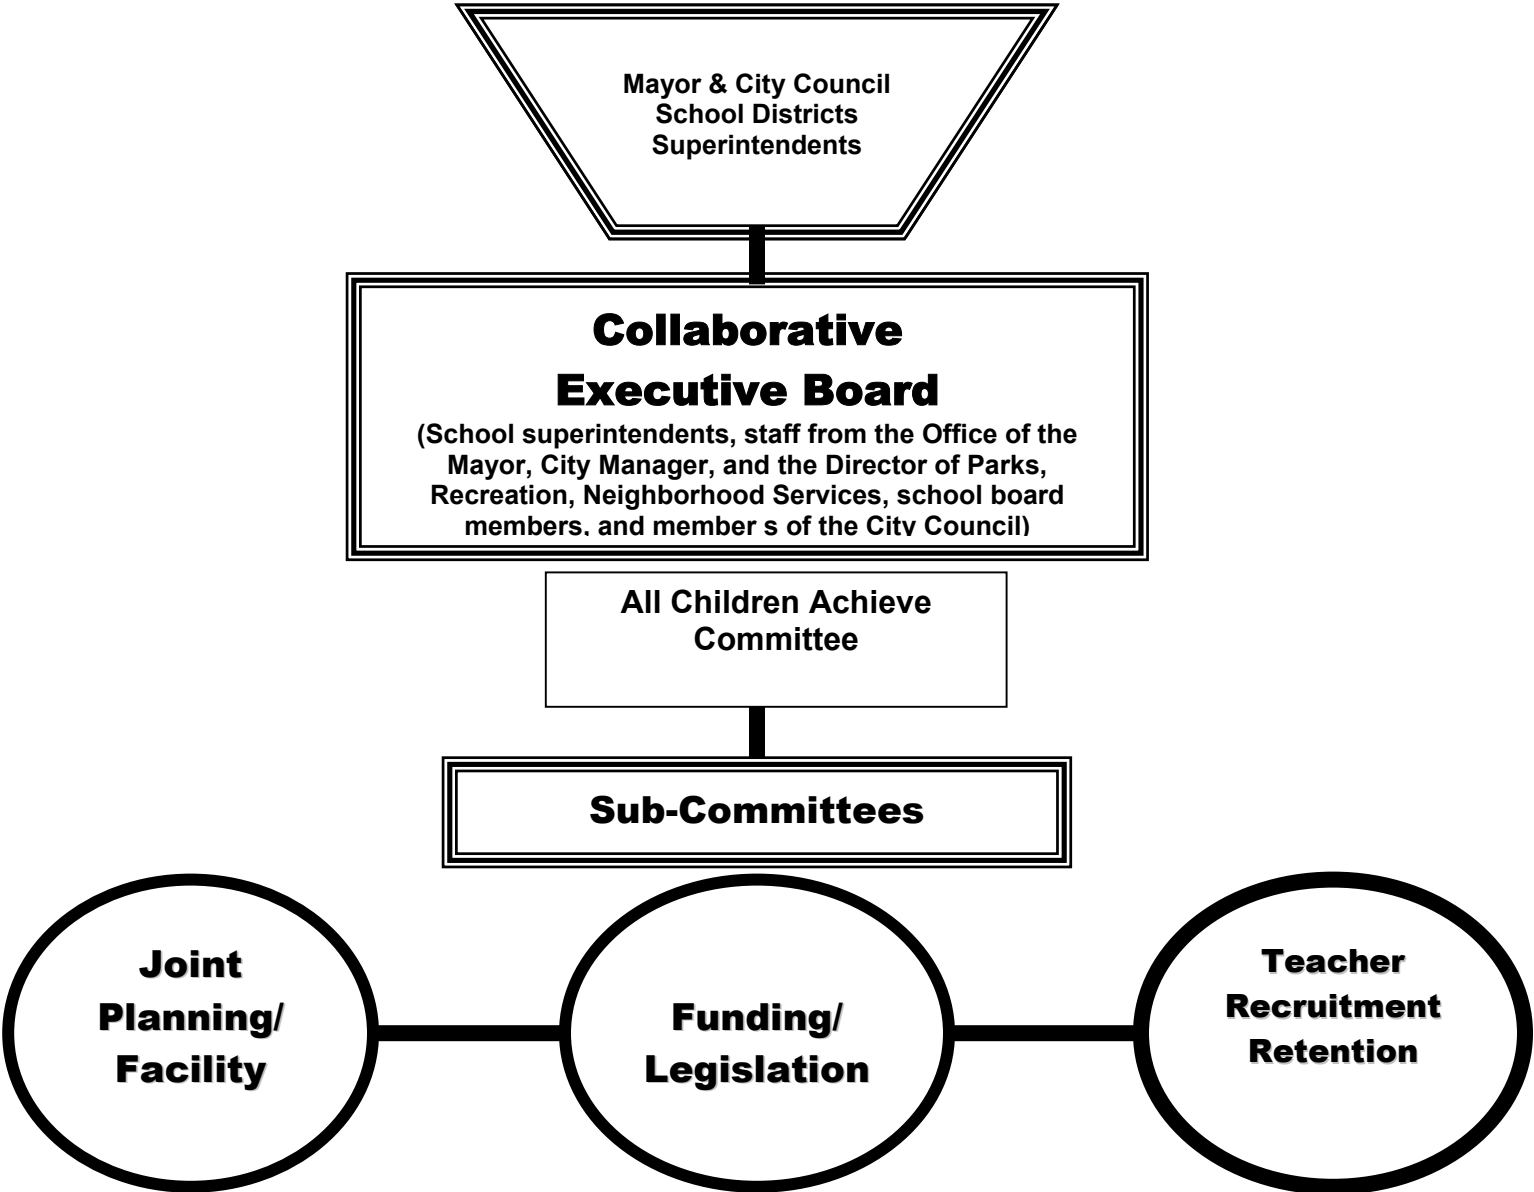 Mayor & City Council
School Districts
Superintendents
Collaborative
Executive Board
(School superintendents, staff from the Office of the
Mayor, City Manager, and the Director of Parks,
Recreation, Neighborhood Services, school board
members, and member s of the City Council)
All Children Achieve
Committee
Sub-Committees
Joint
Planning/
Facility
Funding/
Legislation
Teacher
Recruitment
Retention